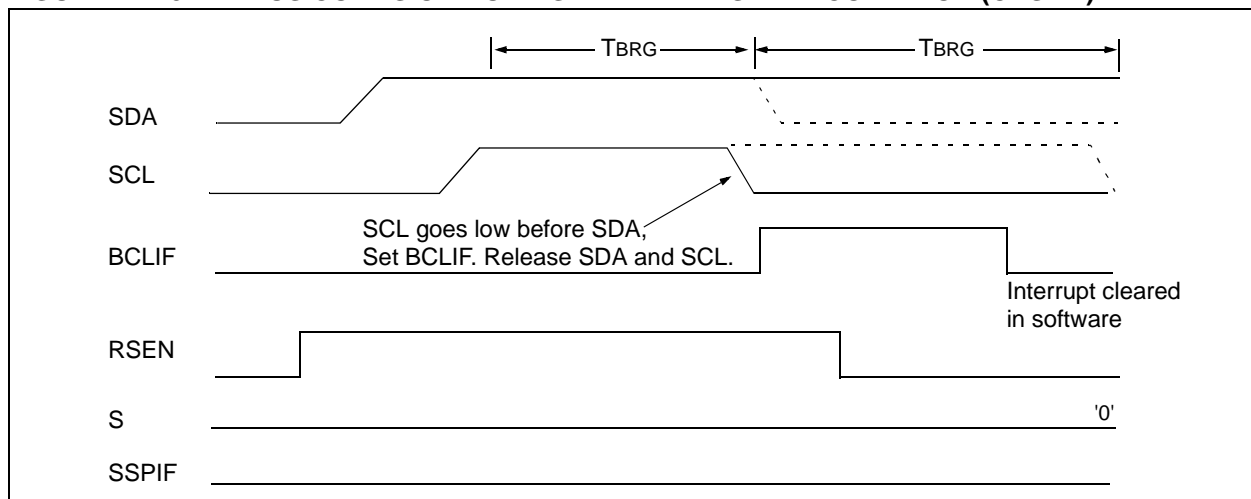 TBRG TBRG
SDA
SCL
SCL goes low before SDA,
Set BCLIF. Release SDA and SCL.
BCLIF
Interrupt cleared
in software
RSEN
S '0'
SSPIF